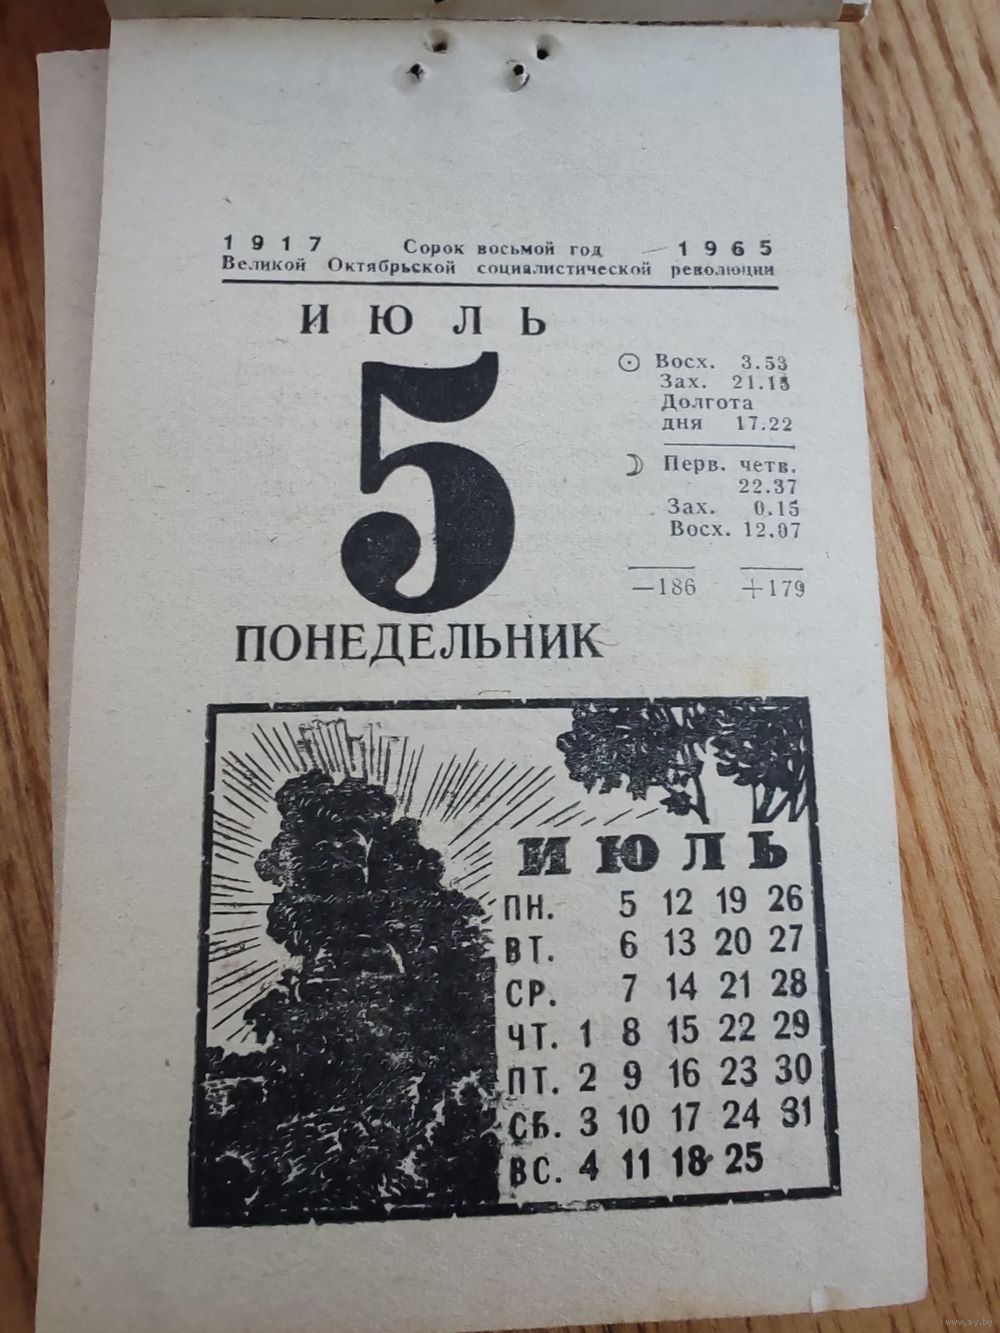 1917 Сорок восьмой год 1965
Великой Октябрьской социалистической революции
ИЮЛЬ
5
ПОНЕДЕЛЬНИК
Восх. 3.53
Зах. 21.15
Долгота
дня 17.22
Перв. четв.
22.37
Зах. 0.15
Восх. 12.07
—186 +179
ИЮЛЬ
ПН. 5 12 19 26
ВТ. 6 13 20 27
СР. 7 14 21 28
ЧТ. 1 8 15 22 29
ПТ. 2 9 16 23 30
СБ. 3 10 17 24 31
ВС. 4 11 18 25
www.ay.by